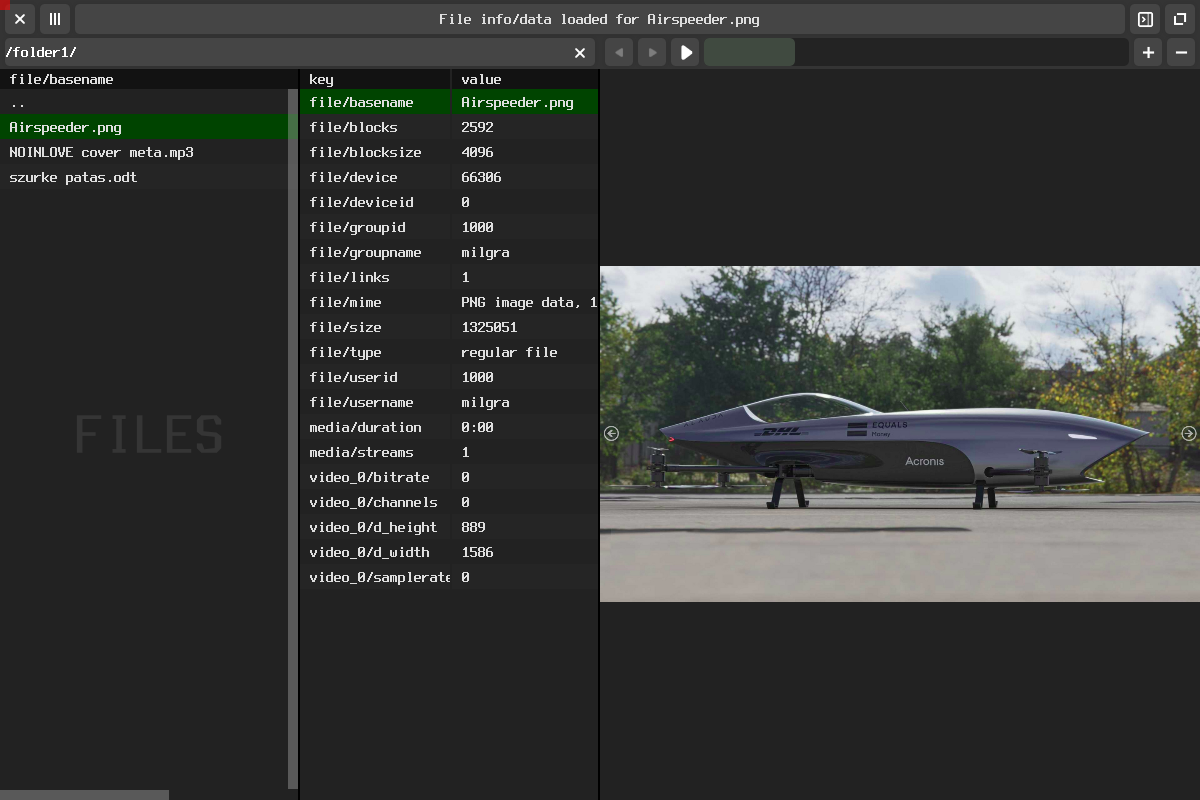 File info/data loaded for Airspeeder.png
/folder1/
file/basename
..
Airspeeder.png
NOINLOVE cover meta.mp3
szurke patas.odt
FILES
key value
file/basename Airspeeder.png
file/blocks 2592
file/blocksize 4096
file/device 66306
file/deviceid 0
file/groupid 1000
file/groupname milgra
file/links 1
file/mime PNG image data, 1
file/size 1325051
file/type regular file
file/userid 1000
file/username milgra
media/duration 0:00
media/streams 1
video_0/bitrate 0
video_0/channels 0
video_0/d_height 889
video_0/d_width 1586
video_0/samplerate 0
DHL
EQUALS
Money
Acronis